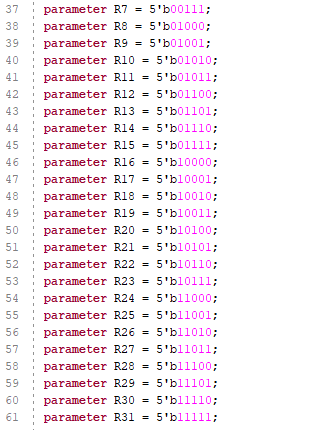 37 parameter R7 = 5'b00111;
38 parameter R8 = 5'b01000;
39 parameter R9 = 5'b01001;
40 parameter R10 = 5'b01010;
41 parameter R11 = 5'b01011;
42 parameter R12 = 5'b01100;
43 parameter R13 = 5'b01101;
44 parameter R14 = 5'b01110;
45 parameter R15 = 5'b01111;
46 parameter R16 = 5'b10000;
47 parameter R17 = 5'b10001;
48 parameter R18 = 5'b10010;
49 parameter R19 = 5'b10011;
50 parameter R20 = 5'b10100;
51 parameter R21 = 5'b10101;
52 parameter R22 = 5'b10110;
53 parameter R23 = 5'b10111;
54 parameter R24 = 5'b11000;
55 parameter R25 = 5'b11001;
56 parameter R26 = 5'b11010;
57 parameter R27 = 5'b11011;
58 parameter R28 = 5'b11100;
59 parameter R29 = 5'b11101;
60 parameter R30 = 5'b11110;
61 parameter R31 = 5'b11111;